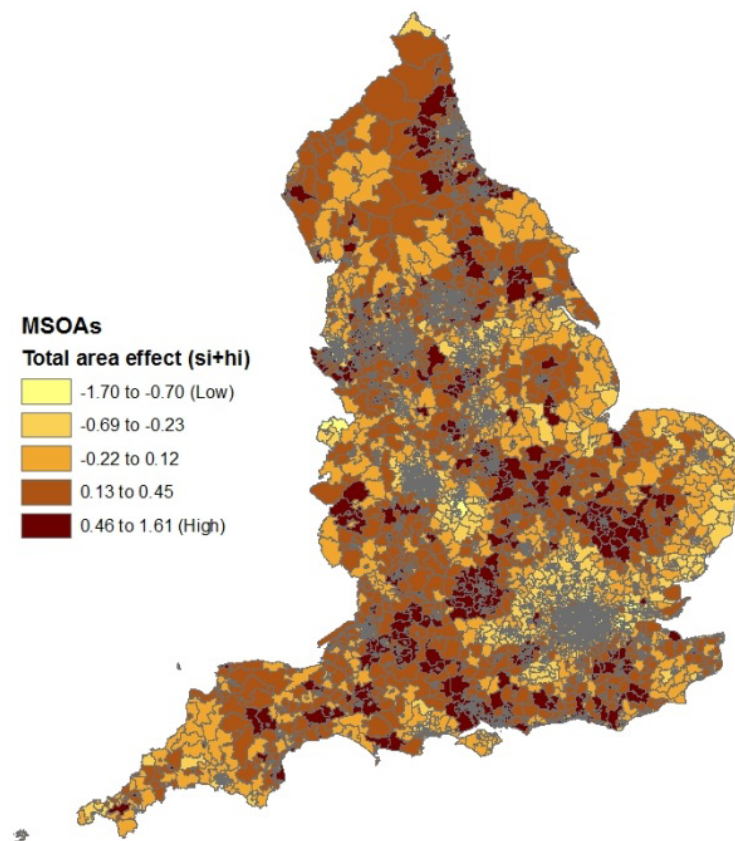 MSOAs
Total area effect (si+hi)
-1.70 to -0.70 (Low)
-0.69 to -0.23
-0.22 to 0.12
0.13 to 0.45
0.46 to 1.61 (High)